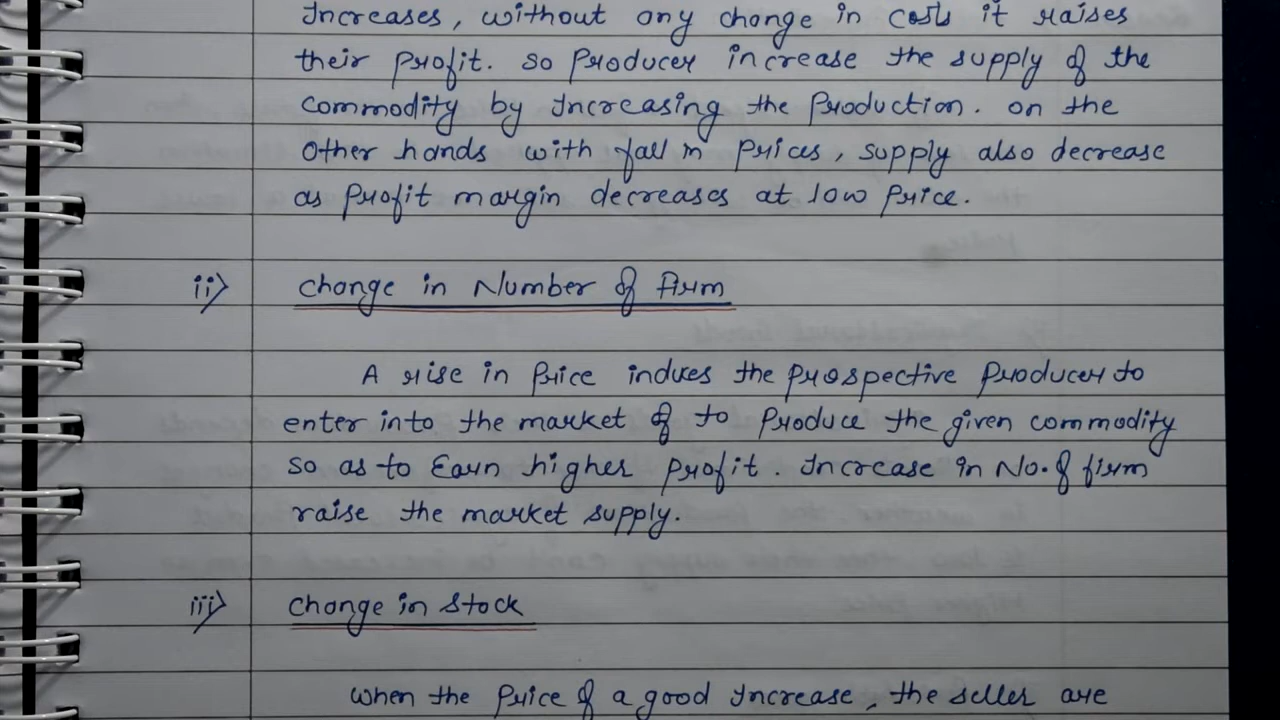 Increases, without any change in costs it raises
their Profit. so Producer increase the supply of the
commodity by Increasing the Production. on the
Other hands with fall in Prices, supply also decrease
as Profit margin decreases at low Price.
ii) change in Number of Firm
A rise in Price induces the prospective Producer to
enter into the market of to Produce the given commodity
so as to Earn higher Profit. Increase in No. of firm
raise the market supply.
iii) change in Stock
when the Price of a good Increase, the seller are